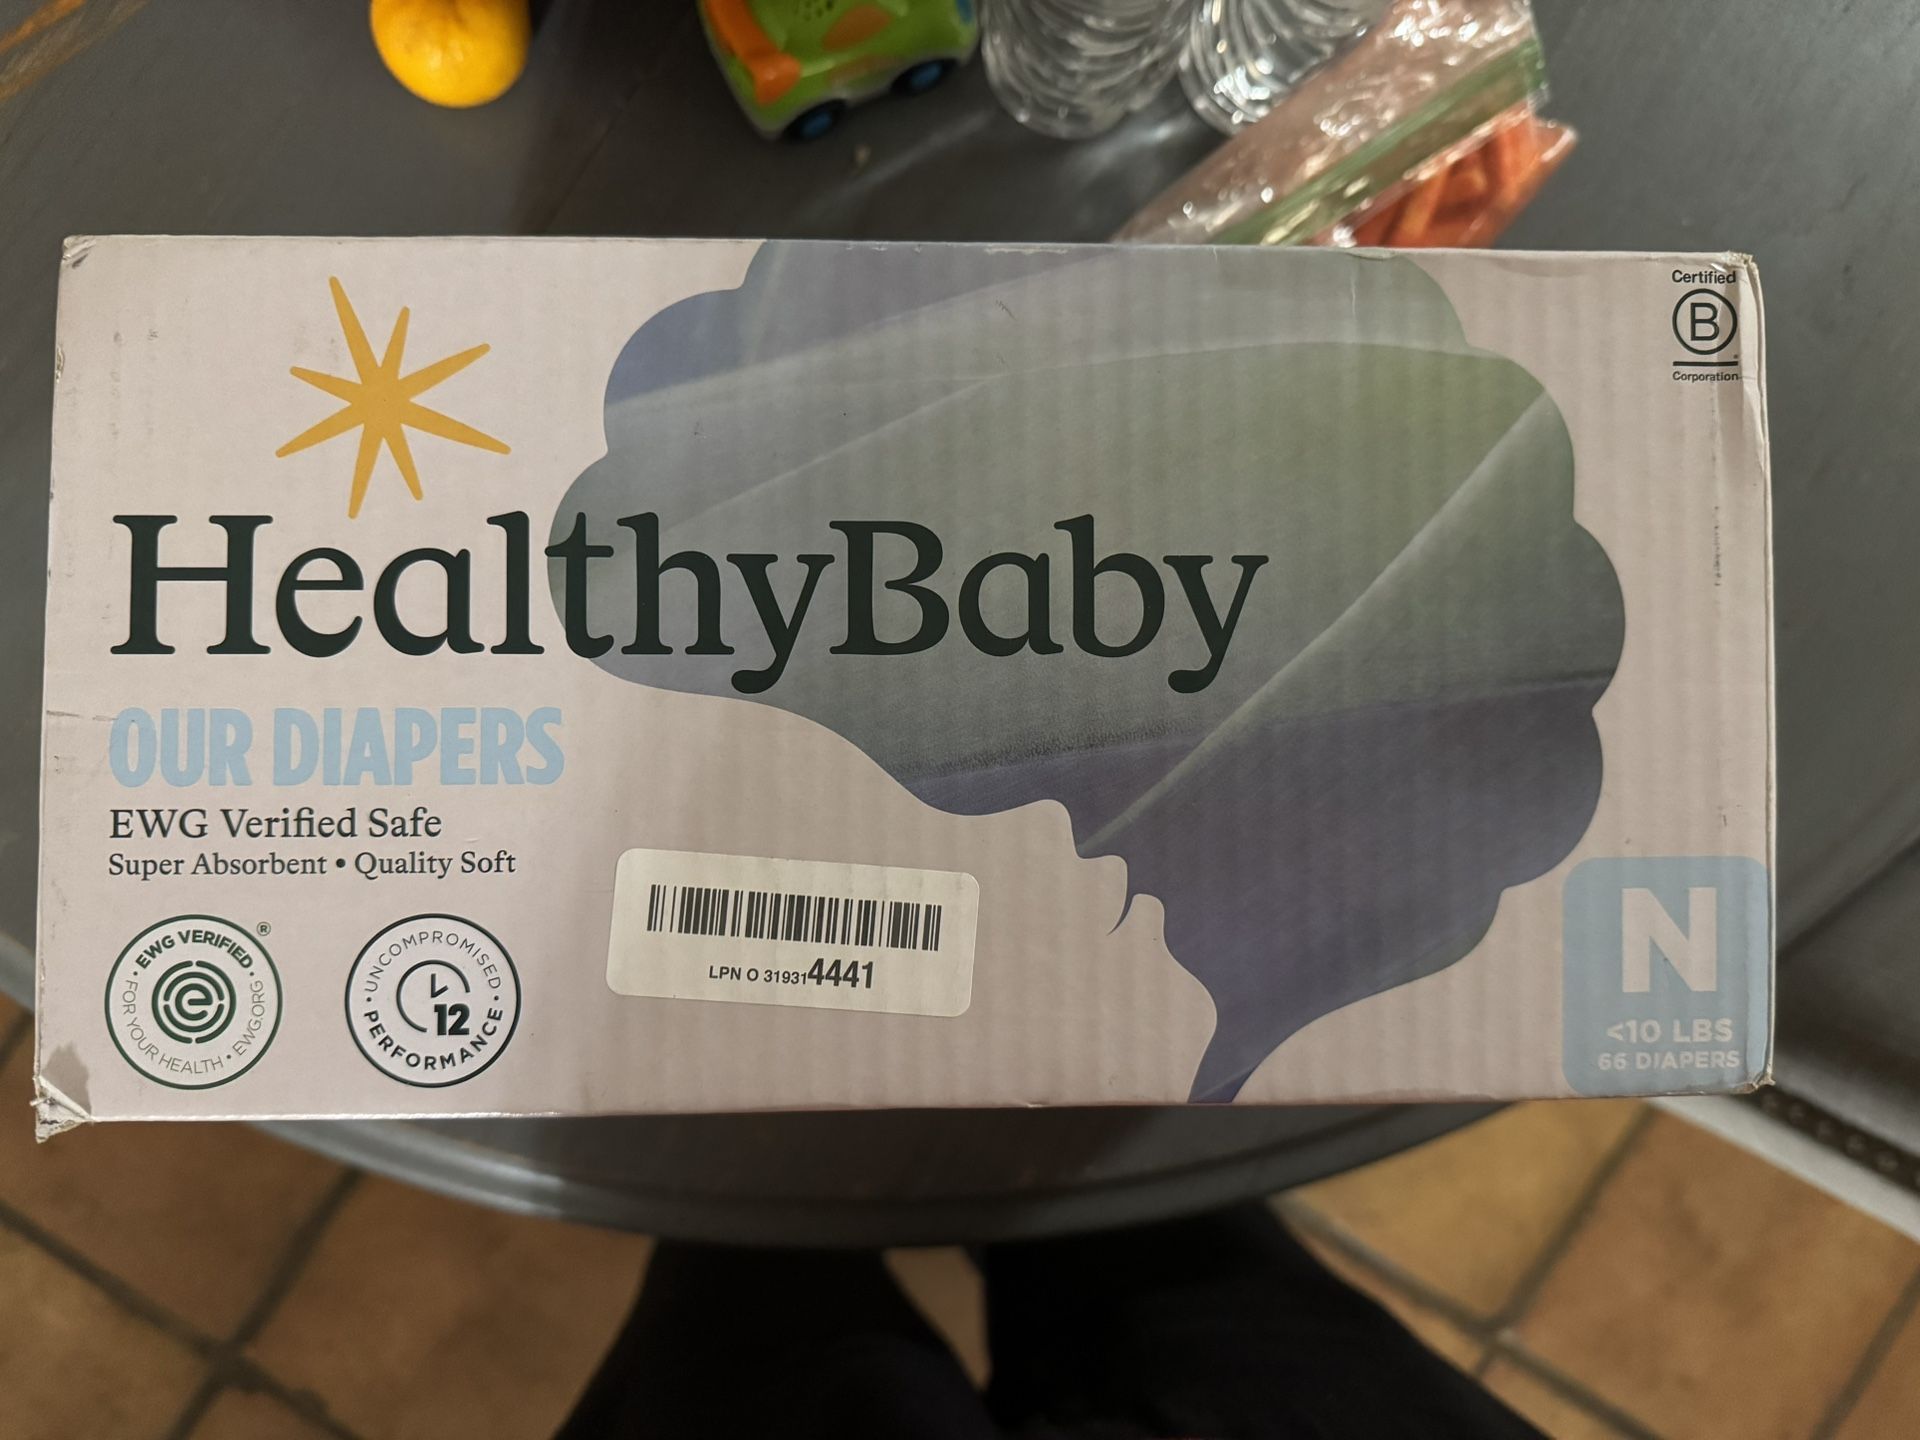 Certified
B
Corporation
HealthyBaby
OUR DIAPERS
EWG Verified Safe
Super Absorbent • Quality Soft
EWG VERIFIED ®
• FOR YOUR HEALTH • EWG.ORG •
e
UNCOMPROMISED
12
• PERFORMANCE •
LPN O 319314441
N
<10 LBS
66 DIAPERS